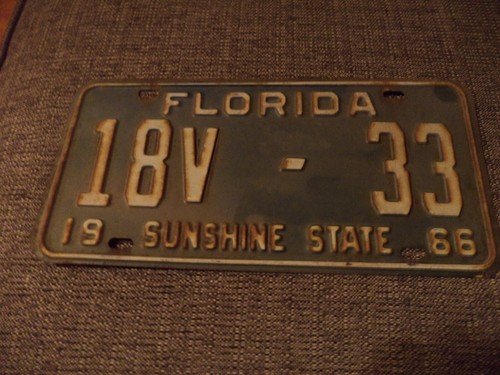 FLORIDA
18V - 33
19 SUNSHINE STATE 66